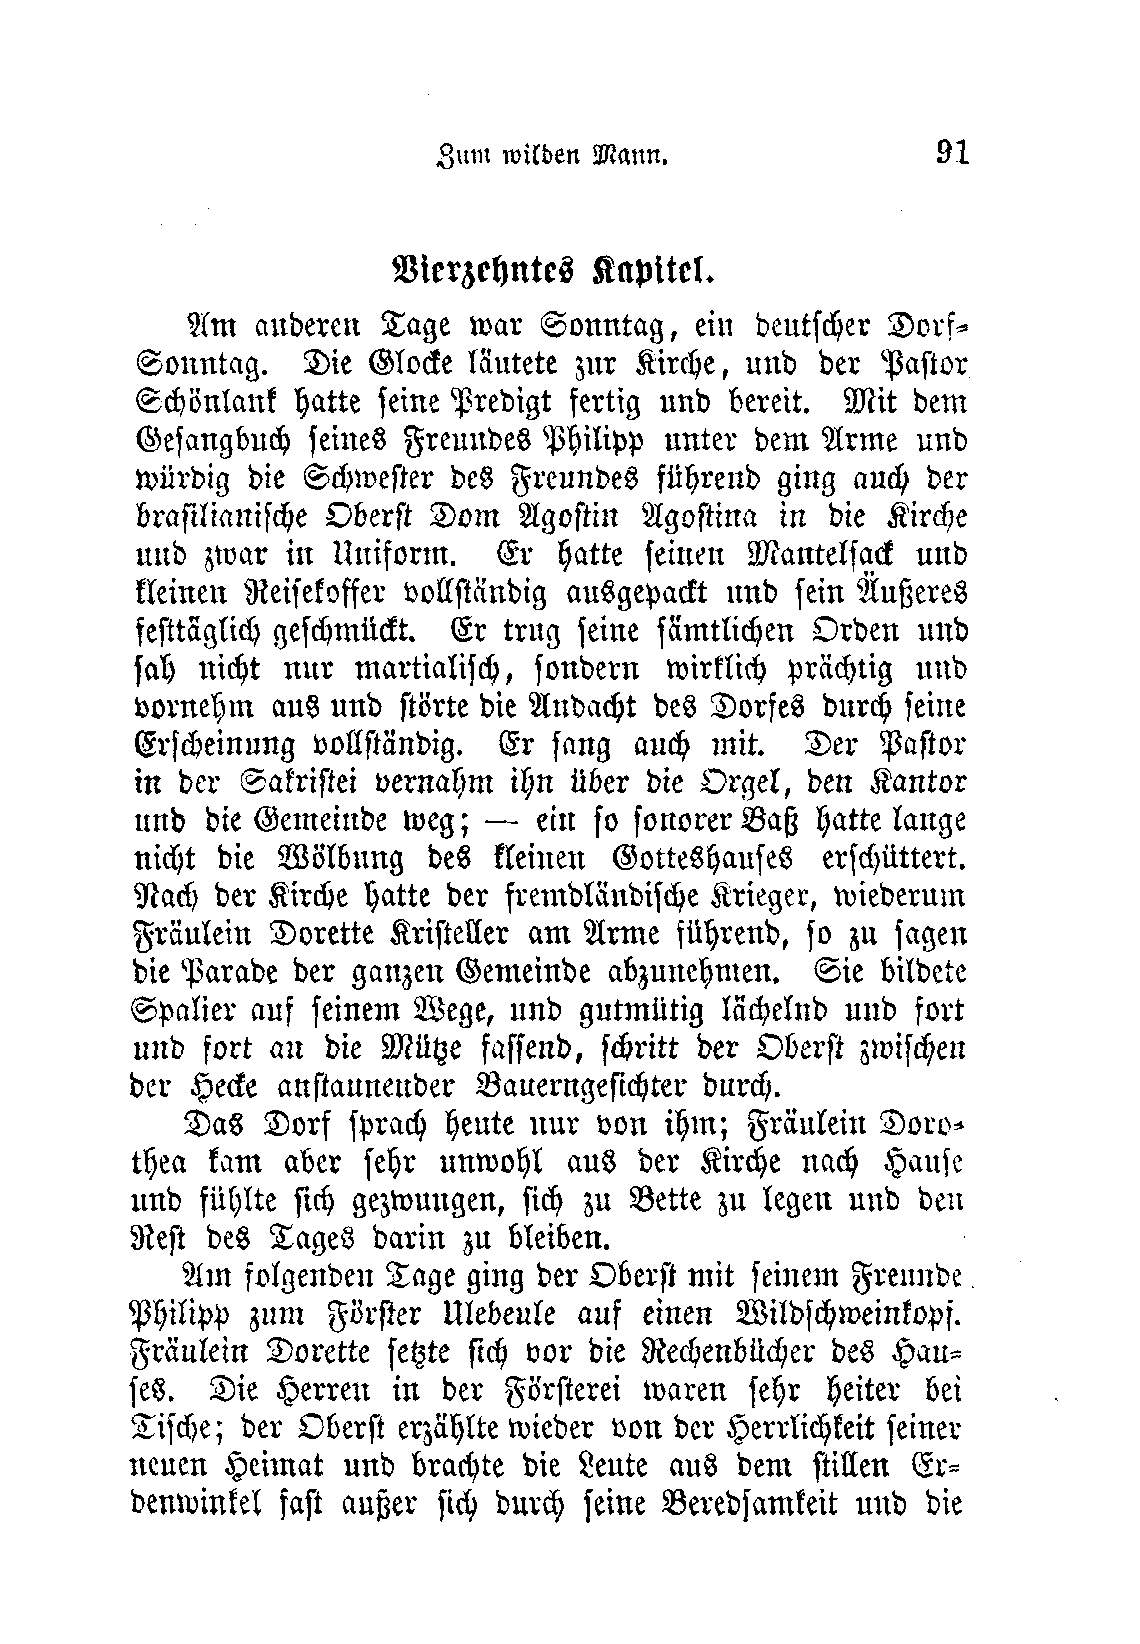 Zum wilden Mann. 91
Vierzehntes Kapitel.
Am anderen Tage war Sonntag, ein deutſcher Dorf-
Sonntag. Die Glocke läutete zur Kirche, und der Paſtor
Schönlank hatte ſeine Predigt fertig und bereit. Mit dem
Geſangbuch ſeines Freundes Philipp unter dem Arme und
würdig die Schweſter des Freundes führend ging auch der
braſilianiſche Oberſt Dom Agoſtin Agoſtina in die Kirche
und zwar in Uniform. Er hatte ſeinen Mantelſack und
kleinen Reiſekoffer vollſtändig ausgepackt und ſein Äußeres
feſttäglich geſchmückt. Er trug ſeine ſämtlichen Orden und
ſah nicht nur martialiſch, ſondern wirklich prächtig und
vornehm aus und ſtörte die Andacht des Dorfes durch ſeine
Erſcheinung vollſtändig. Er ſang auch mit. Der Paſtor
in der Sakriſtei vernahm ihn über die Orgel, den Kantor
und die Gemeinde weg; — ein ſo ſonorer Baß hatte lange
nicht die Wölbung des kleinen Gotteshauſes erſchüttert.
Nach der Kirche hatte der fremdländiſche Krieger, wiederum
Fräulein Dorette Kriſteller am Arme führend, ſo zu ſagen
die Parade der ganzen Gemeinde abzunehmen. Sie bildete
Spalier auf ſeinem Wege, und gutmütig lächelnd und fort
und fort an die Mütze faſſend, ſchritt der Oberſt zwiſchen
der Hecke anſtaunender Bauerngeſichter durch.
Das Dorf ſprach heute nur von ihm; Fräulein Doro-
thea kam aber ſehr unwohl aus der Kirche nach Hauſe
und fühlte ſich gezwungen, ſich zu Bette zu legen und den
Reſt des Tages darin zu bleiben.
Am folgenden Tage ging der Oberſt mit ſeinem Freunde
Philipp zum Förſter Ulebeule auf einen Wildſchweinkopf.
Fräulein Dorette ſetzte ſich vor die Rechenbücher des Hau-
ſes. Die Herren in der Förſterei waren ſehr heiter bei
Tiſche; der Oberſt erzählte wieder von der Herrlichkeit ſeiner
neuen Heimat und brachte die Leute aus dem ſtillen Er-
denwinkel faſt außer ſich durch ſeine Beredſamkeit und die